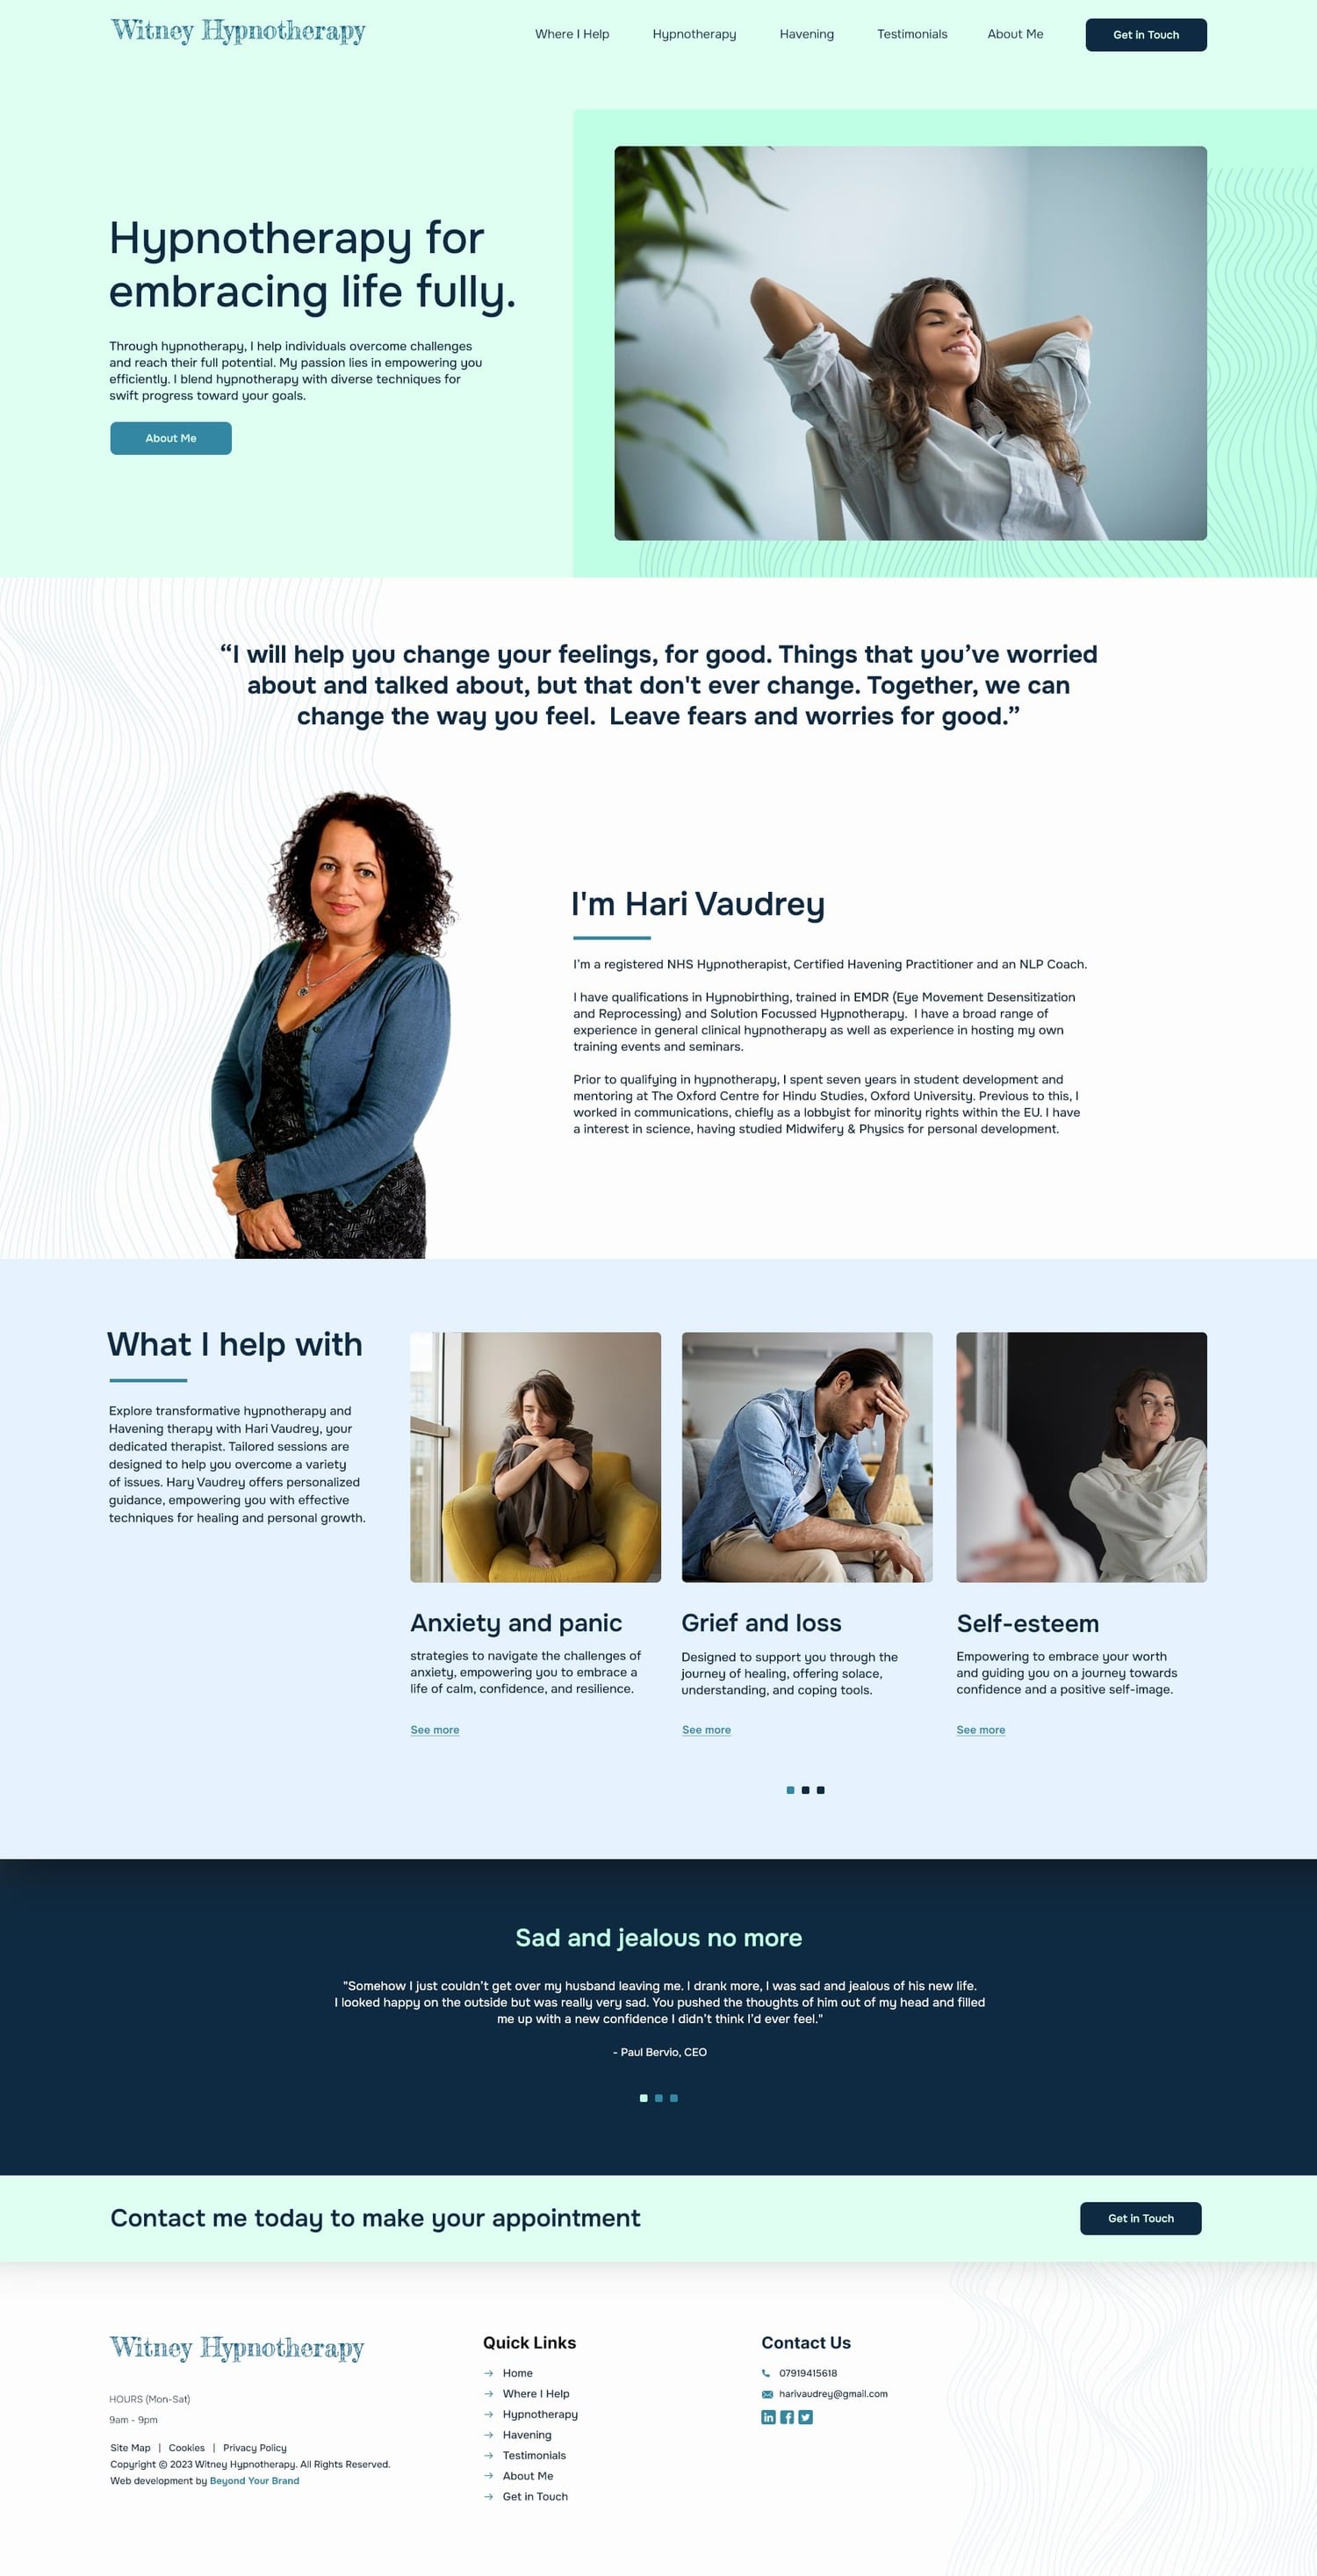 Witney Hypnotherapy
Where I Help
Hypnotherapy
Havening
Testimonials
About Me
Get in Touch
Hypnotherapy for
embracing life fully.
Through hypnotherapy, I help individuals overcome challenges
and reach their full potential. My passion lies in empowering you
efficiently. I blend hypnotherapy with diverse techniques for
swift progress toward your goals.
About Me
“I will help you change your feelings, for good. Things that you’ve worried
about and talked about, but that don't ever change. Together, we can
change the way you feel.  Leave fears and worries for good.”
I'm Hari Vaudrey
I’m a registered NHS Hypnotherapist, Certified Havening Practitioner and an NLP Coach.
I have qualifications in Hypnobirthing, trained in EMDR (Eye Movement Desensitization
and Reprocessing) and Solution Focussed Hypnotherapy.  I have a broad range of
experience in general clinical hypnotherapy as well as experience in hosting my own
training events and seminars.
Prior to qualifying in hypnotherapy, I spent seven years in student development and
mentoring at The Oxford Centre for Hindu Studies, Oxford University. Previous to this, I
worked in communications, chiefly as a lobbyist for minority rights within the EU. I have
a interest in science, having studied Midwifery & Physics for personal development.
What I help with
Explore transformative hypnotherapy and
Havening therapy with Hari Vaudrey, your
dedicated therapist. Tailored sessions are
designed to help you overcome a variety
of issues. Hary Vaudrey offers personalized
guidance, empowering you with effective
techniques for healing and personal growth.
Anxiety and panic
strategies to navigate the challenges of
anxiety, empowering you to embrace a
life of calm, confidence, and resilience.
See more
Grief and loss
Designed to support you through the
journey of healing, offering solace,
understanding, and coping tools.
See more
Self-esteem
Empowering to embrace your worth
and guiding you on a journey towards
confidence and a positive self-image.
See more
Sad and jealous no more
"Somehow I just couldn’t get over my husband leaving me. I drank more, I was sad and jealous of his new life.
I looked happy on the outside but was really very sad. You pushed the thoughts of him out of my head and filled
me up with a new confidence I didn’t think I’d ever feel."
- Paul Bervio, CEO
Contact me today to make your appointment
Get in Touch
Witney Hypnotherapy
HOURS (Mon-Sat)
9am - 9pm
Site Map | Cookies | Privacy Policy
Copyright © 2023 Witney Hypnotherapy. All Rights Reserved.
Web development by Beyond Your Brand
Quick Links
Home
Where I Help
Hypnotherapy
Havening
Testimonials
About Me
Get in Touch
Contact Us
07919415618
harivaudrey@gmail.com